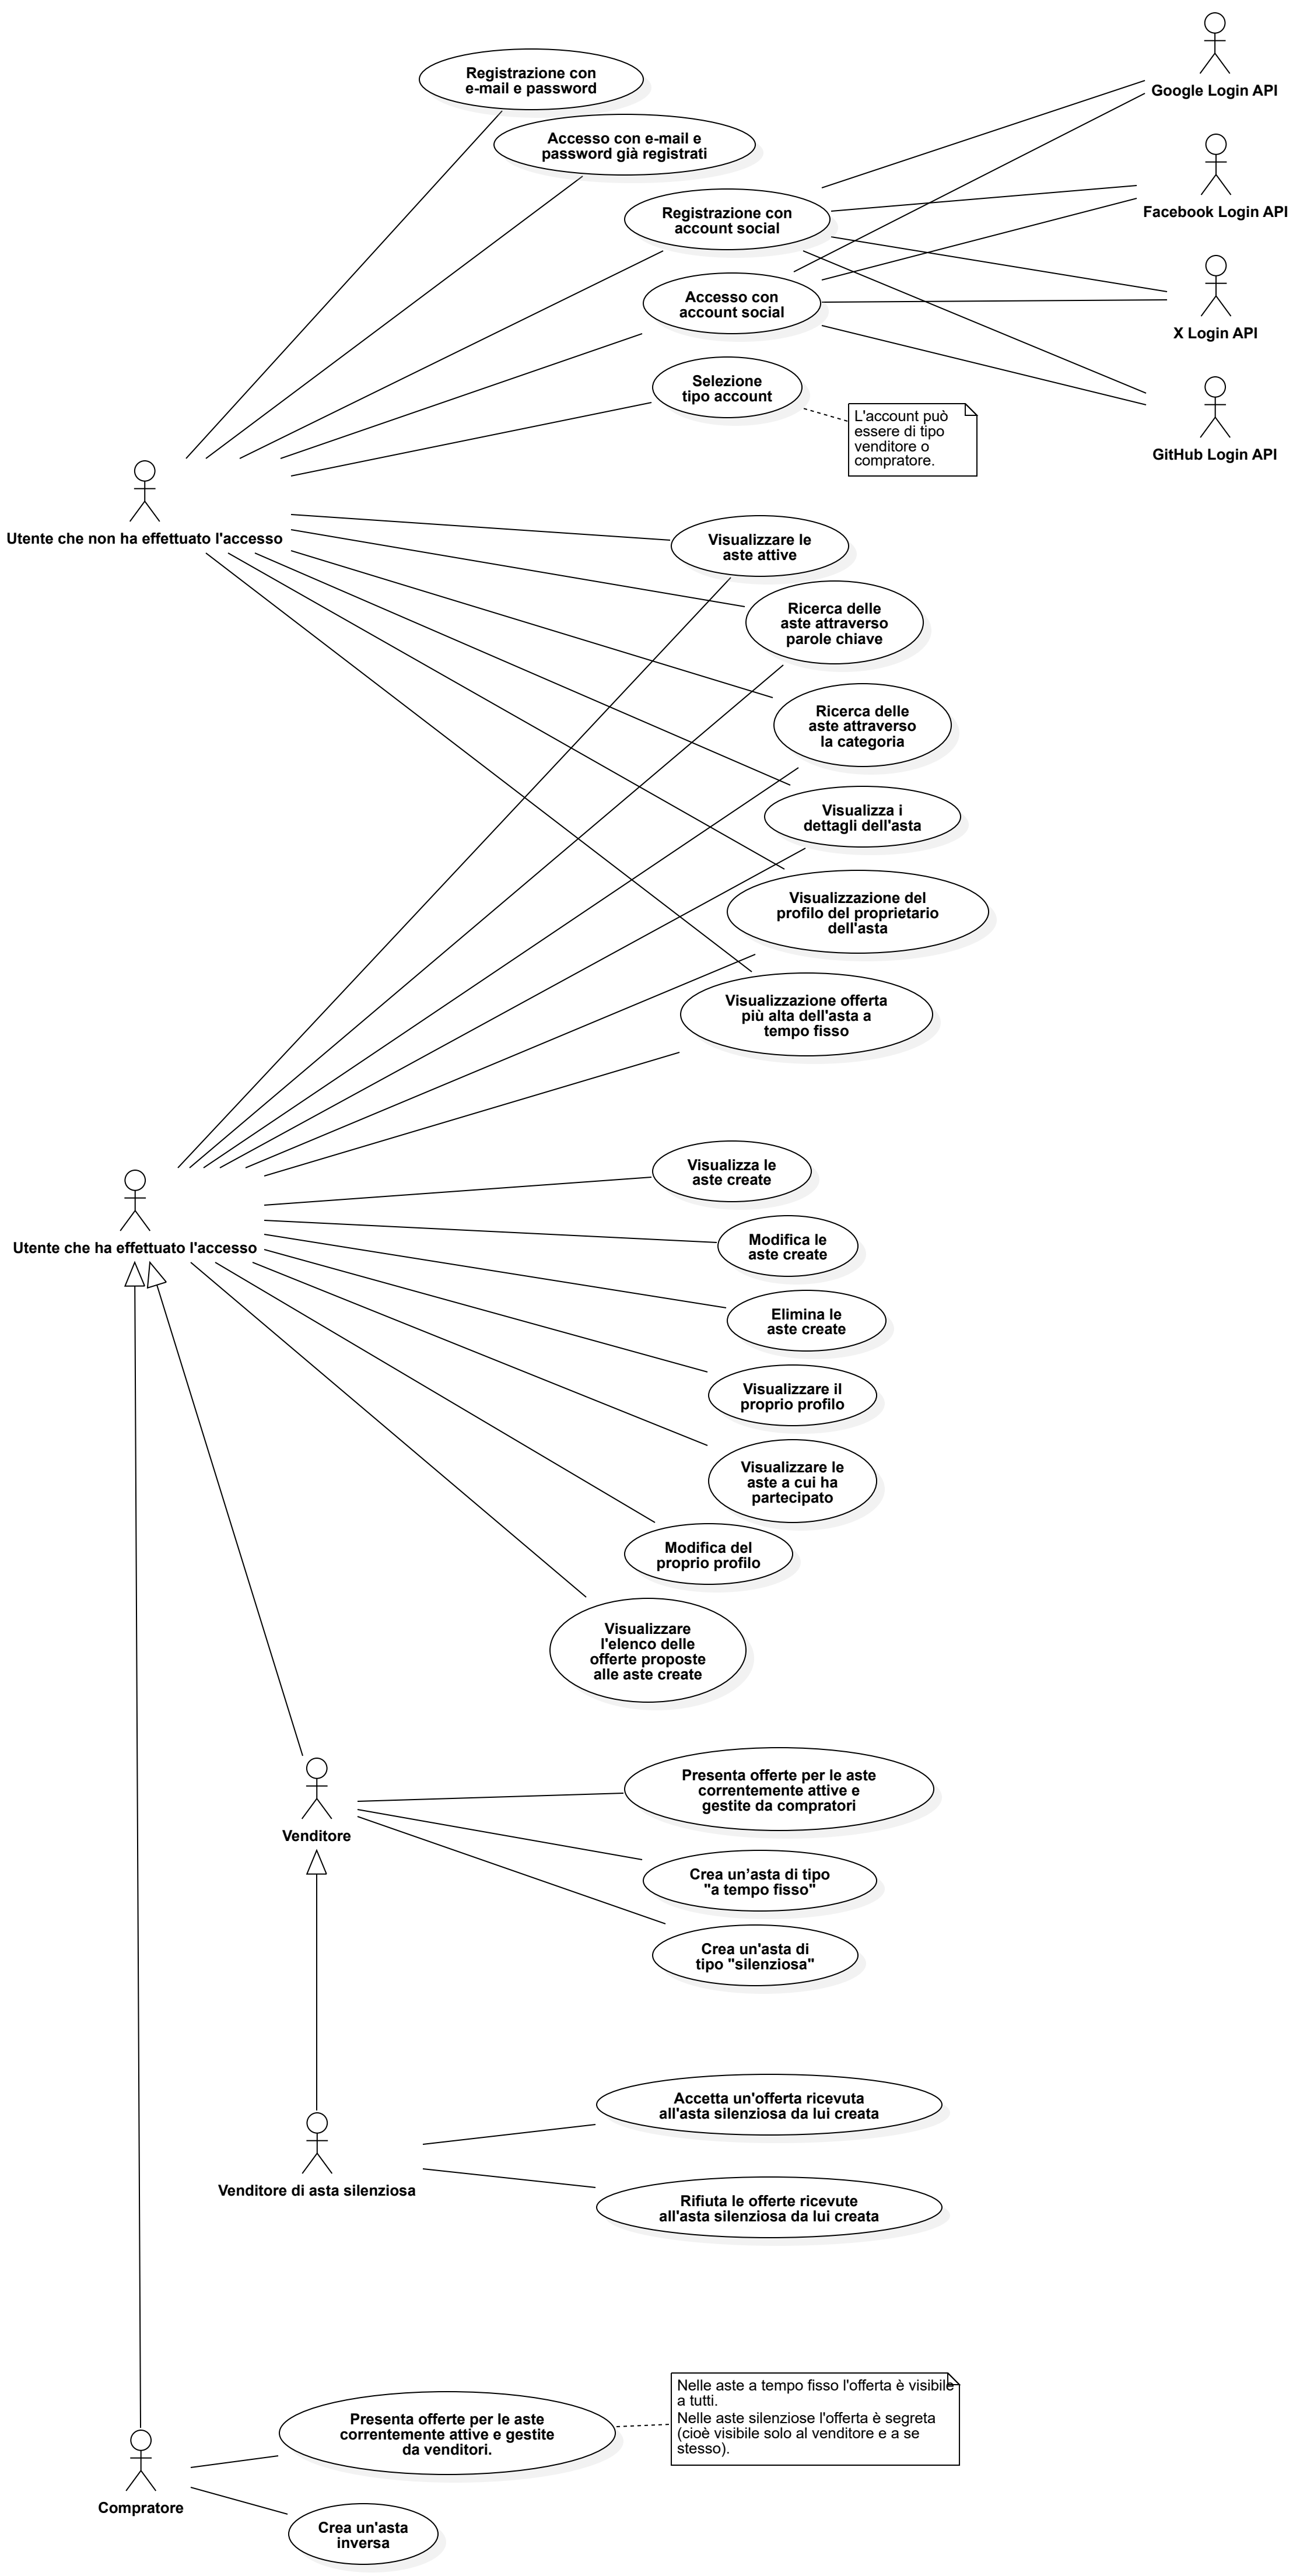 Google Login API
Registrazione con
e-mail e password
Accesso con e-mail e
password già registrati
Facebook Login API
Registrazione con
account social
Accesso con
account social
X Login API
Selezione
tipo account
L'account può
essere di tipo
venditore o
compratore.
GitHub Login API
Utente che non ha effettuato l'accesso
Visualizzare le
aste attive
Ricerca delle
aste attraverso
parole chiave
Ricerca delle
aste attraverso
la categoria
Visualizza i
dettagli dell'asta
Visualizzazione del
profilo del proprietario
dell'asta
Visualizzazione offerta
più alta dell'asta a
tempo fisso
Visualizza le
aste create
Utente che ha effettuato l'accesso
Modifica le
aste create
Elimina le
aste create
Visualizzare il
proprio profilo
Visualizzare le
aste a cui ha
partecipato
Modifica del
proprio profilo
Visualizzare
l'elenco delle
offerte proposte
alle aste create
Presenta offerte per le aste
correntemente attive e
gestite da compratori
Venditore
Crea un’asta di tipo
"a tempo fisso"
Crea un'asta di
tipo "silenziosa"
Accetta un'offerta ricevuta
all'asta silenziosa da lui creata
Venditore di asta silenziosa
Rifiuta le offerte ricevute
all'asta silenziosa da lui creata
Nelle aste a tempo fisso l'offerta è visibile
a tutti.
Nelle aste silenziose l'offerta è segreta
(cioè visibile solo al venditore e a se
stesso).
Presenta offerte per le aste
correntemente attive e gestite
da venditori.
Compratore
Crea un'asta
inversa